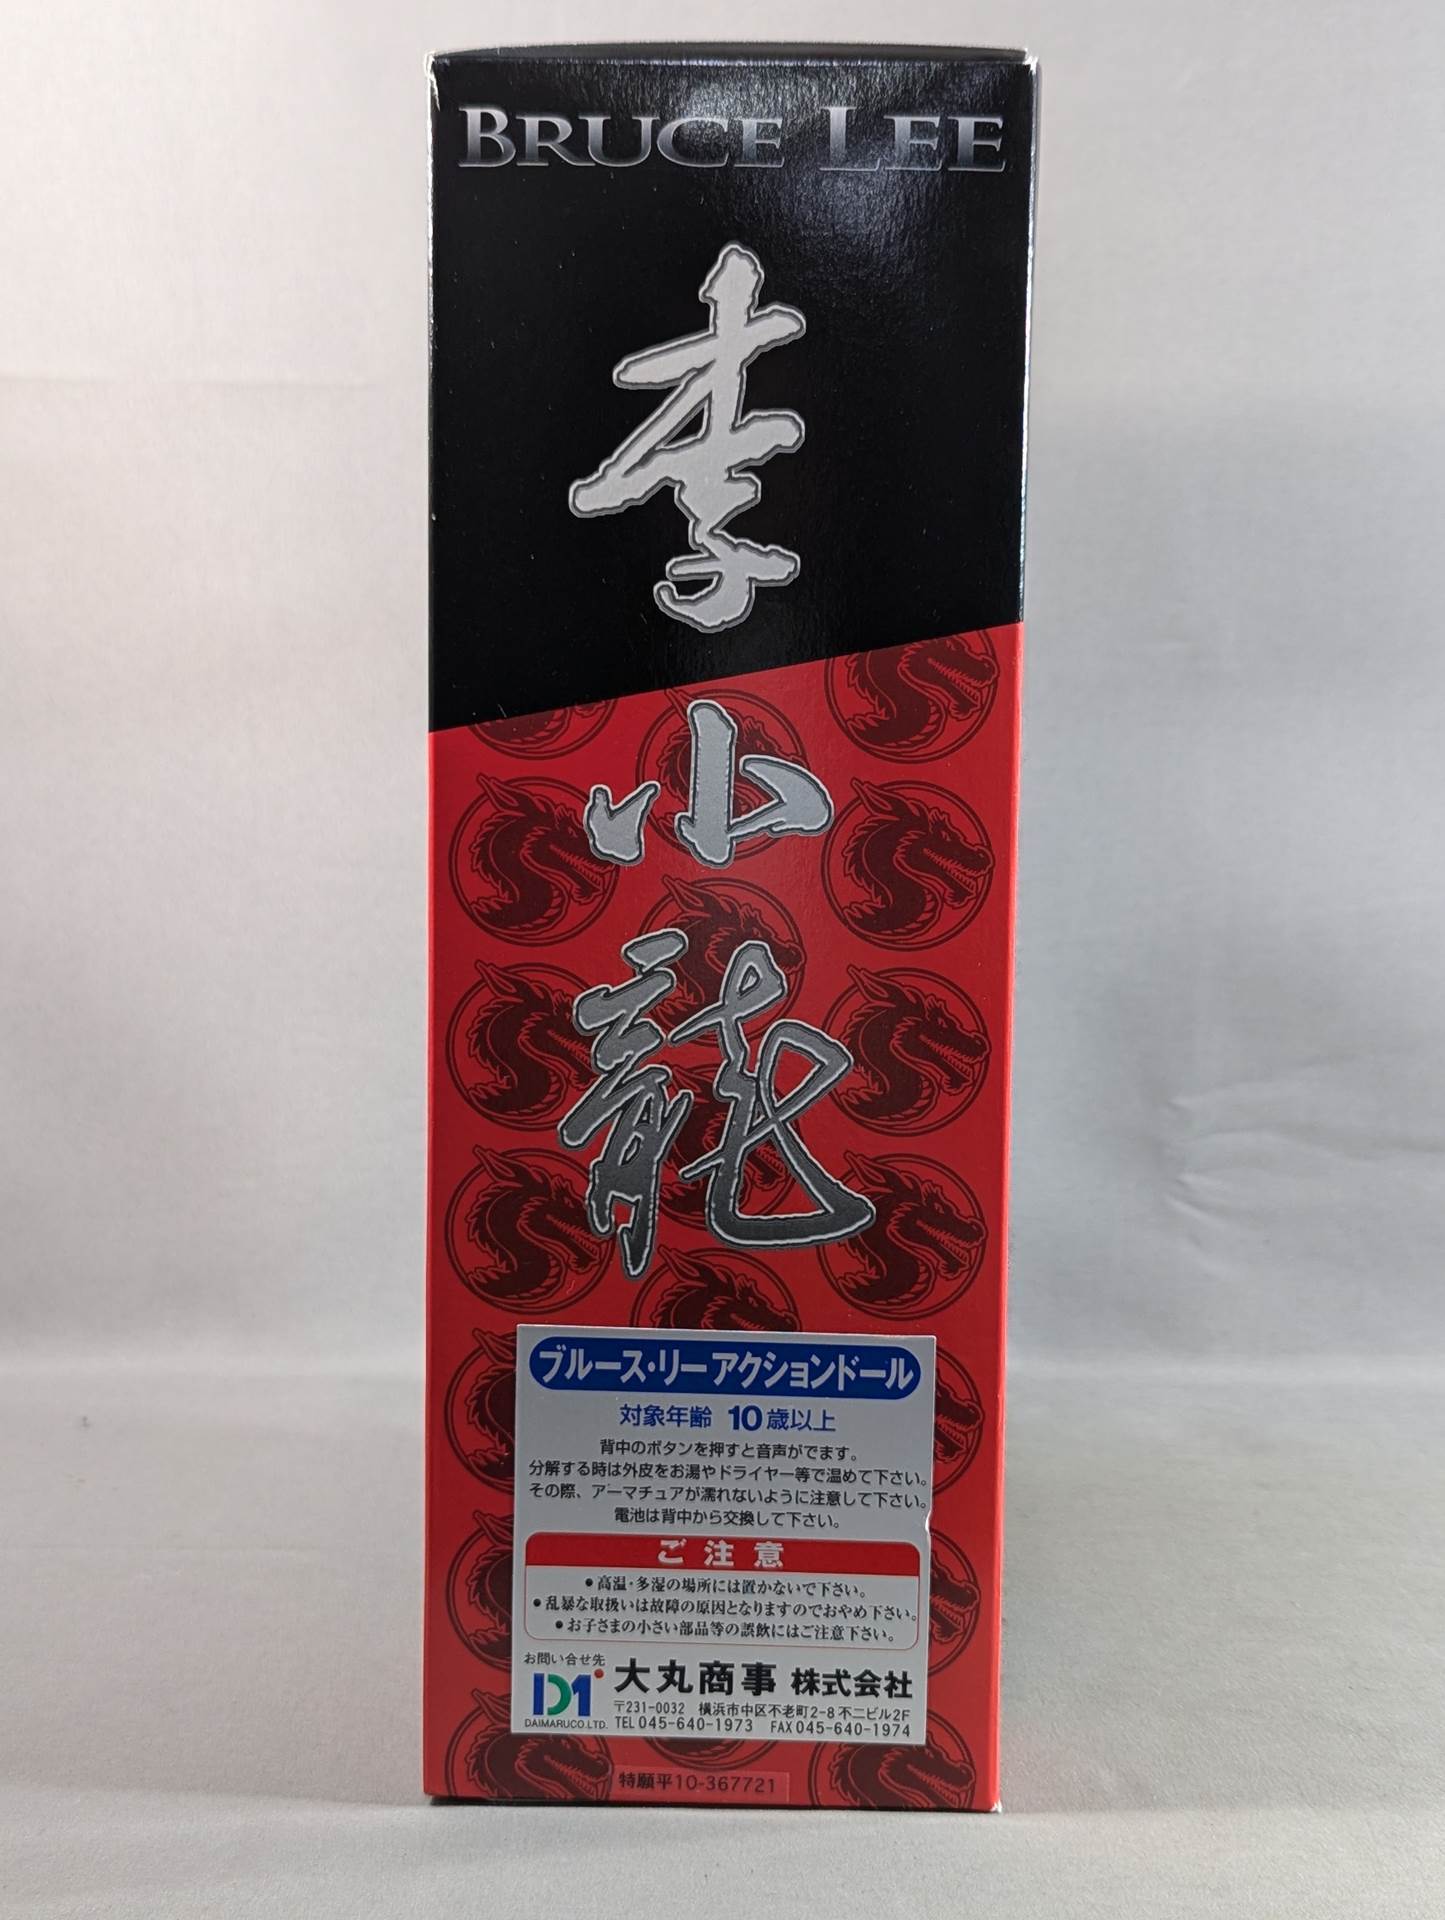 BRUCE LEE
李
小
龍
ブルース・リー アクションドール
対象年齢 10歳以上
背中のボタンを押すと音声がでます。
分解する時は外皮をお湯やドライヤー等で温めて下さい。
その際、アーマチュアが濡れないように注意して下さい。
電池は背中から交換して下さい。
ご注意
●高温・多湿の場所には置かないで下さい。
●乱暴な取扱いは故障の原因となりますのでおやめ下さい。
●お子さまの小さい部品等の誤飲にはご注意下さい。
お問い合せ先
DAIMARU CO.LTD.
大丸商事 株式会社
〒231-0032 横浜市中区不老町2-8不二ビル2F
TEL 045-640-1973 FAX 045-640-1974
特願平10-367721